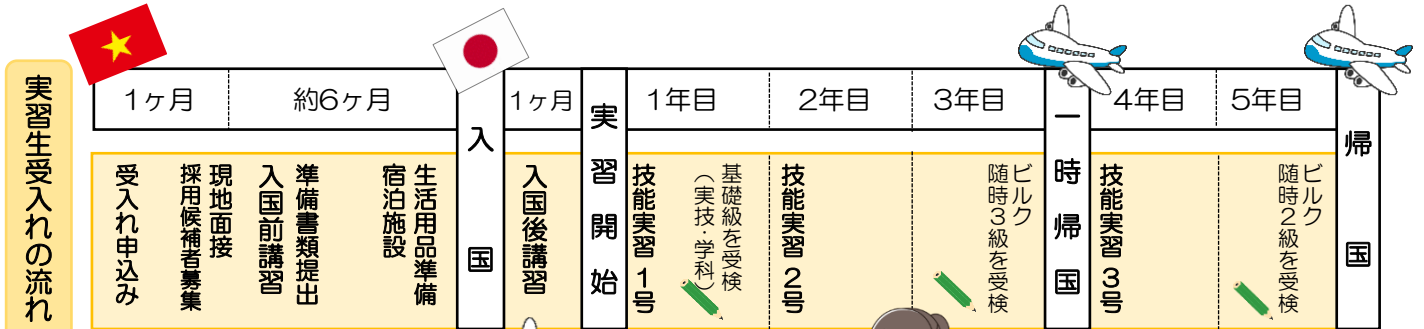 実習生受入れの流れ
1ヶ月
約6ヶ月
入国
1ヶ月
実習開始
1年目
2年目
3年目
一時帰国
4年目
5年目
帰国
受入れ申込み
現地面接
採用候補者募集
入国前講習
準備書類提出
生活用品準備
宿泊施設
入国後講習
技能実習1号
基礎級を受検
(実技・学科)
技能実習2号
ビルク
随時3級を受検
技能実習3号
ビルク
随時2級を受検